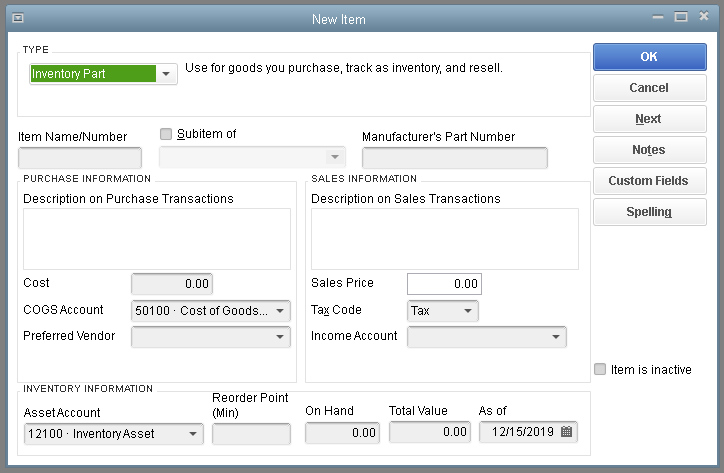 New Item
TYPE
Inventory Part
Use for goods you purchase, track as inventory, and resell.
OK
Cancel
Next
Notes
Custom Fields
Spelling
Item Name/Number
Subitem of
Manufacturer's Part Number
PURCHASE INFORMATION
Description on Purchase Transactions
Cost 0.00
COGS Account 50100 · Cost of Goods...
Preferred Vendor
SALES INFORMATION
Description on Sales Transactions
Sales Price 0.00
Tax Code Tax
Income Account
Item is inactive
INVENTORY INFORMATION
Asset Account
12100 · Inventory Asset
Reorder Point
(Min)
On Hand
0.00
Total Value
0.00
As of
12/15/2019